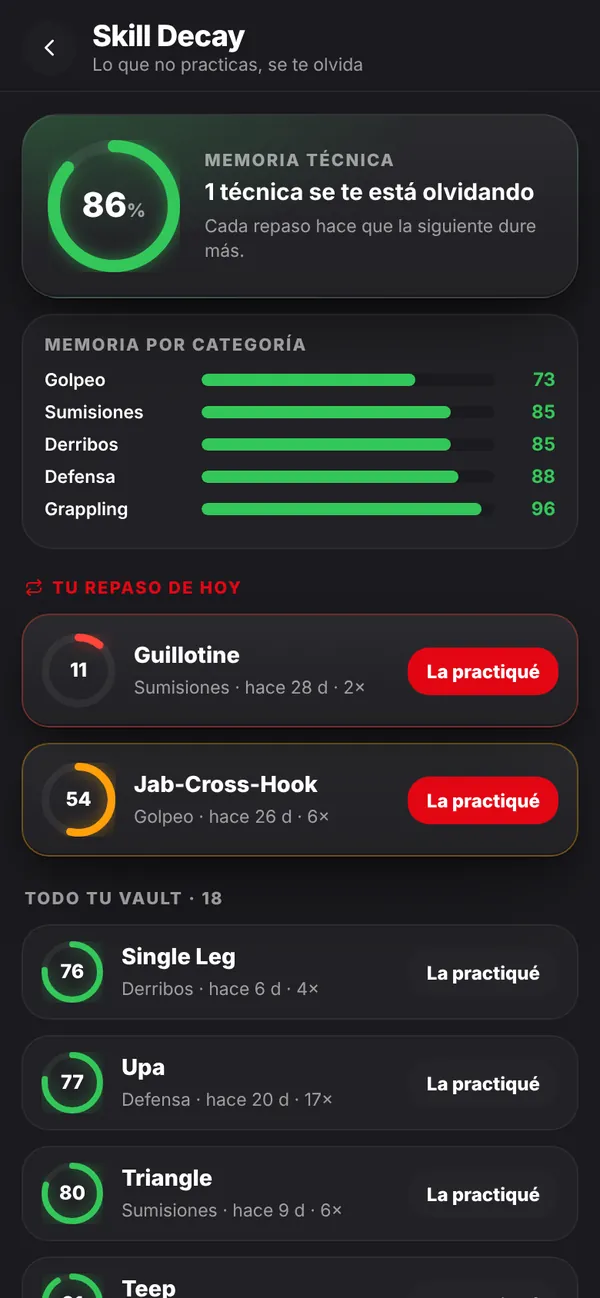 Skill Decay
Lo que no practicas, se te olvida
MEMORIA TÉCNICA
86%
1 técnica se te está olvidando
Cada repaso hace que la siguiente dure
más.
MEMORIA POR CATEGORÍA
Golpeo 73
Sumisiones 85
Derribos 85
Defensa 88
Grappling 96
TU REPASO DE HOY
11
Guillotine
Sumisiones · hace 28 d · 2×
La practiqué
54
Jab-Cross-Hook
Golpeo · hace 26 d · 6×
La practiqué
TODO TU VAULT · 18
76
Single Leg
Derribos · hace 6 d · 4×
La practiqué
77
Upa
Defensa · hace 20 d · 17×
La practiqué
80
Triangle
Sumisiones · hace 9 d · 6×
La practiqué
Teep